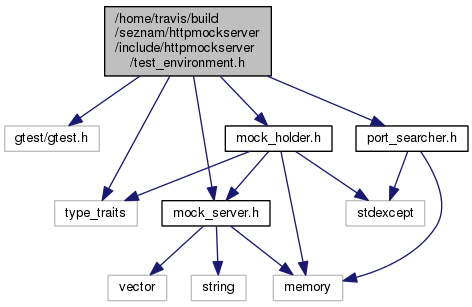 /home/travis/build
/seznam/httpmockserver
/include/httpmockserver
/test_environment.h
gtest/gtest.h
mock_holder.h
port_searcher.h
type_traits
mock_server.h
stdexcept
vector
string
memory